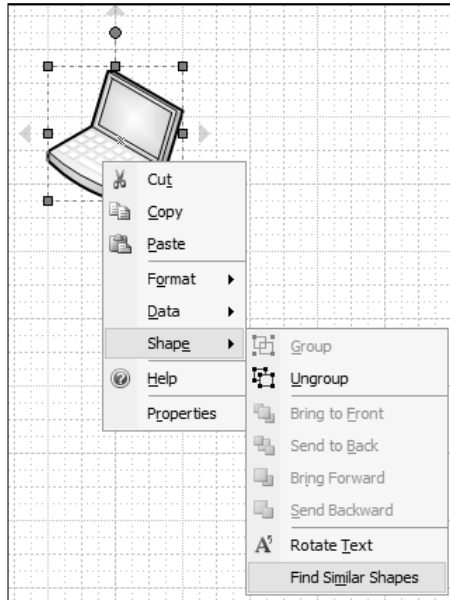 Cut
Copy
Paste
Format
Data
Shape
Help
Properties
Group
Ungroup
Bring to Front
Send to Back
Bring Forward
Send Backward
Rotate Text
Find Similar Shapes